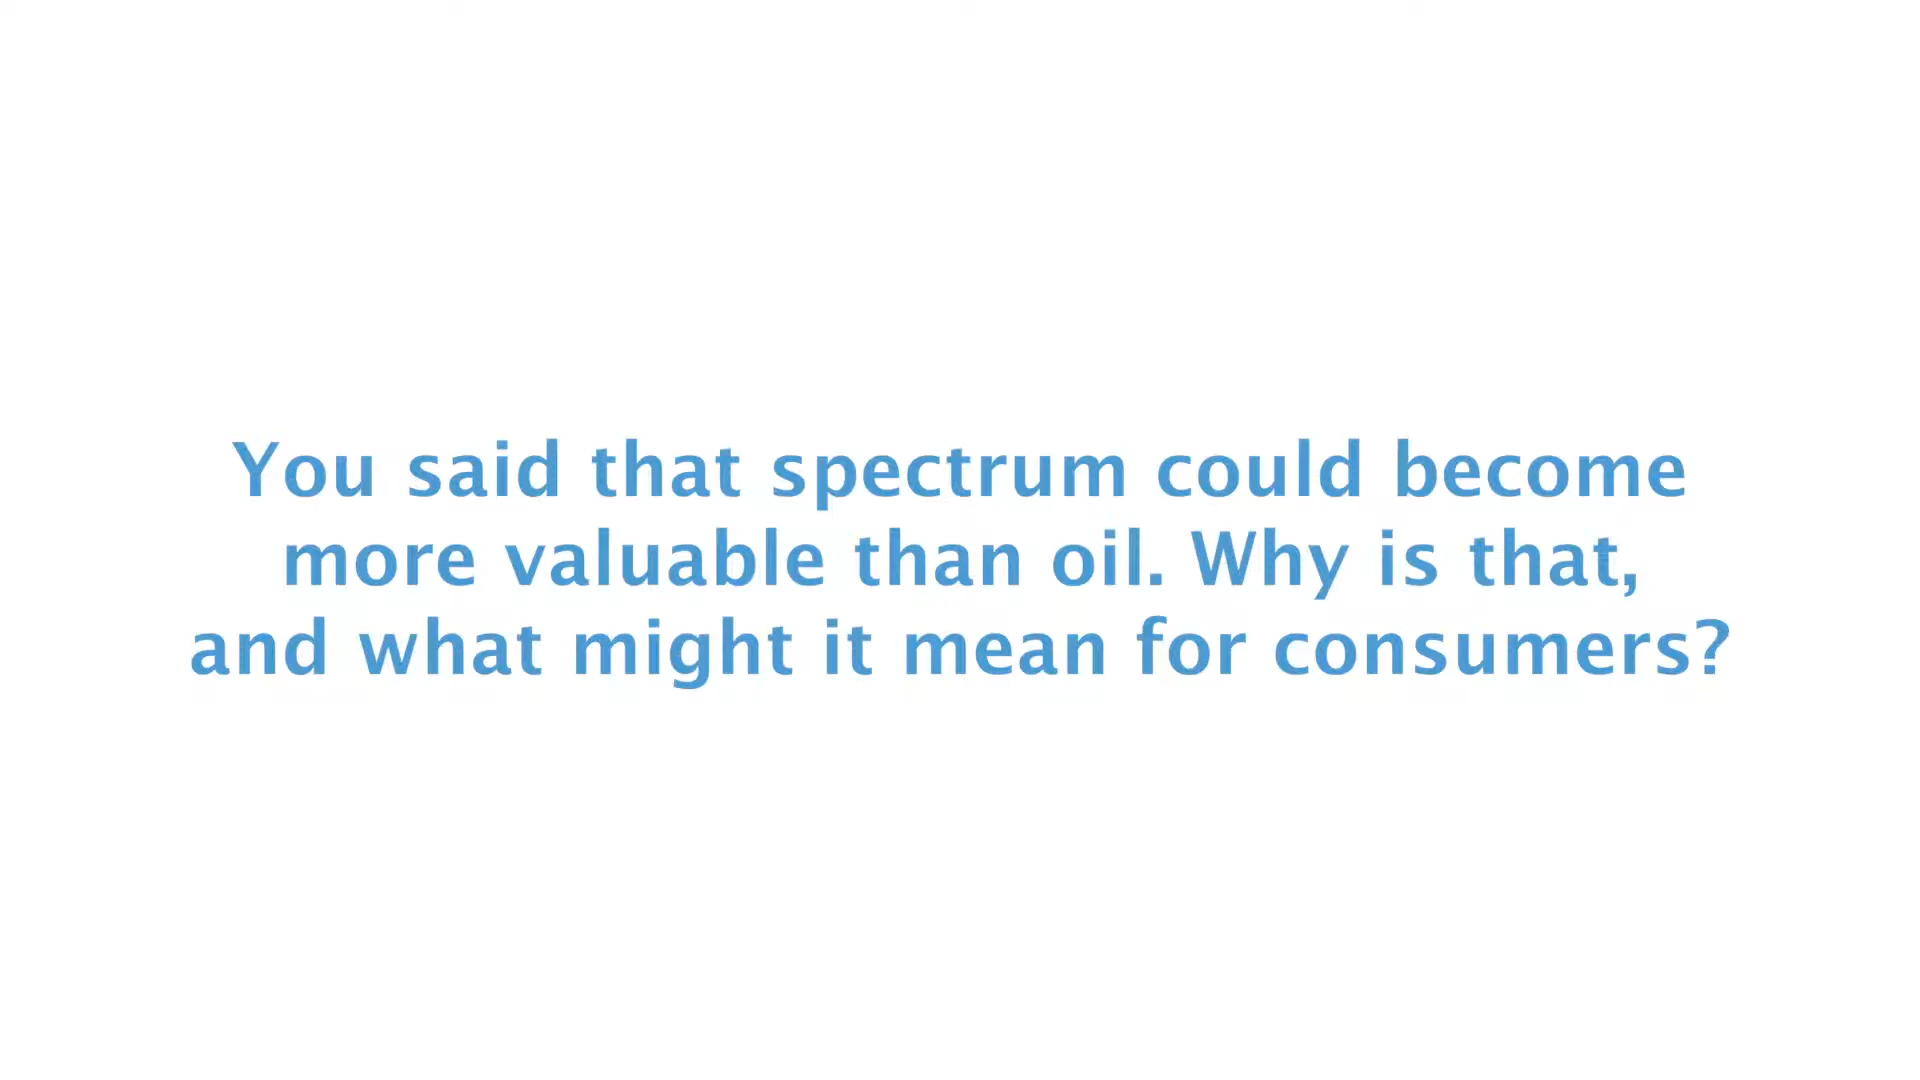 You said that spectrum could become
more valuable than oil. Why is that,
and what might it mean for consumers?